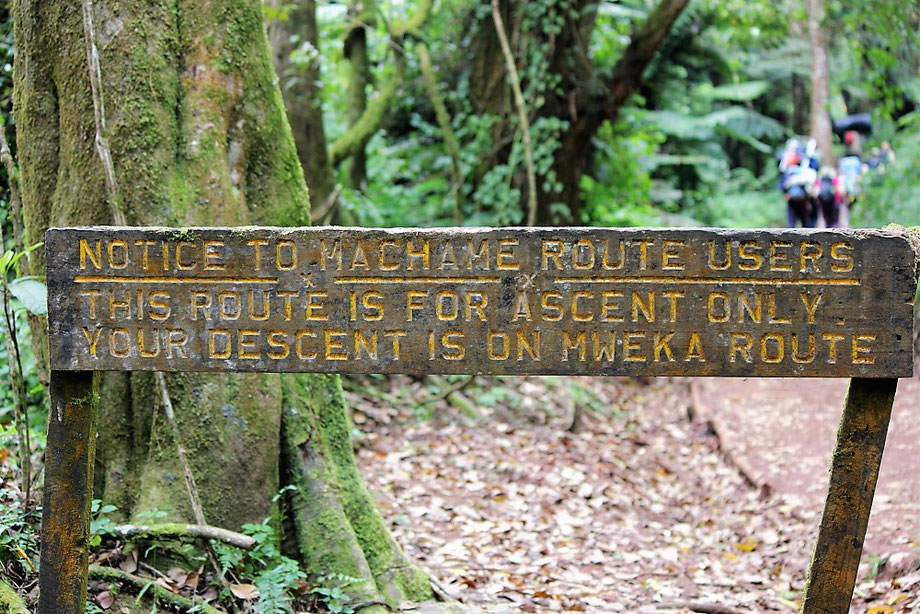 NOTICE TO MACHAME ROUTE USERS
THIS ROUTE IS FOR ASCENT ONLY.
YOUR DESCENT IS ON MWEKA ROUTE